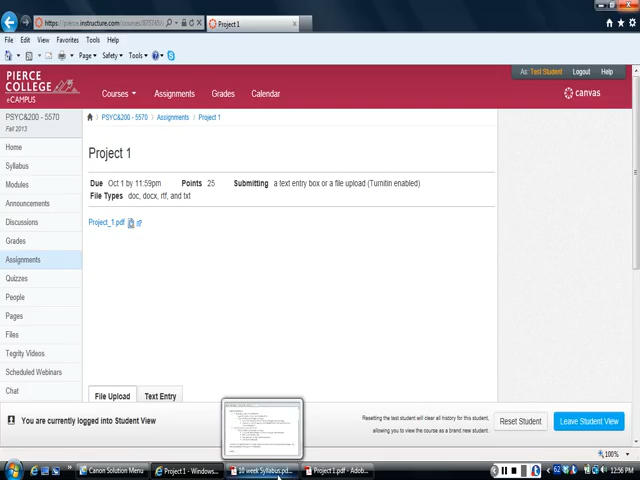 https://pierce.instructure.com/courses/
Project 1
File Edit View Favorites Tools Help
Page Safety Tools
As: Test Student Logout Help
PIERCE COLLEGE eCAMPUS
Courses Assignments Grades Calendar
canvas
PSYC&200 - 5570
Fall 2013
PSYC&200 - 5570 Assignments Project 1
Home
Syllabus
Modules
Announcements
Discussions
Grades
Assignments
Quizzes
People
Pages
Files
Tegrity Videos
Scheduled Webinars
Chat
Project 1
Due Oct 1 by 11:59pm Points 25 Submitting a text entry box or a file upload (Turnitin enabled)
File Types doc, docx, rtf, and txt
Project_1.pdf
File Upload Text Entry
You are currently logged into Student View
Resetting the test student will clear all history for this student,
allowing you to view the course as a brand new student.
Reset Student Leave Student View
100%
Canon Solution Menu Project 1 - Windows... 10 week Syllabus.pd... Project 1.pdf - Adob... 62 12:56 PM